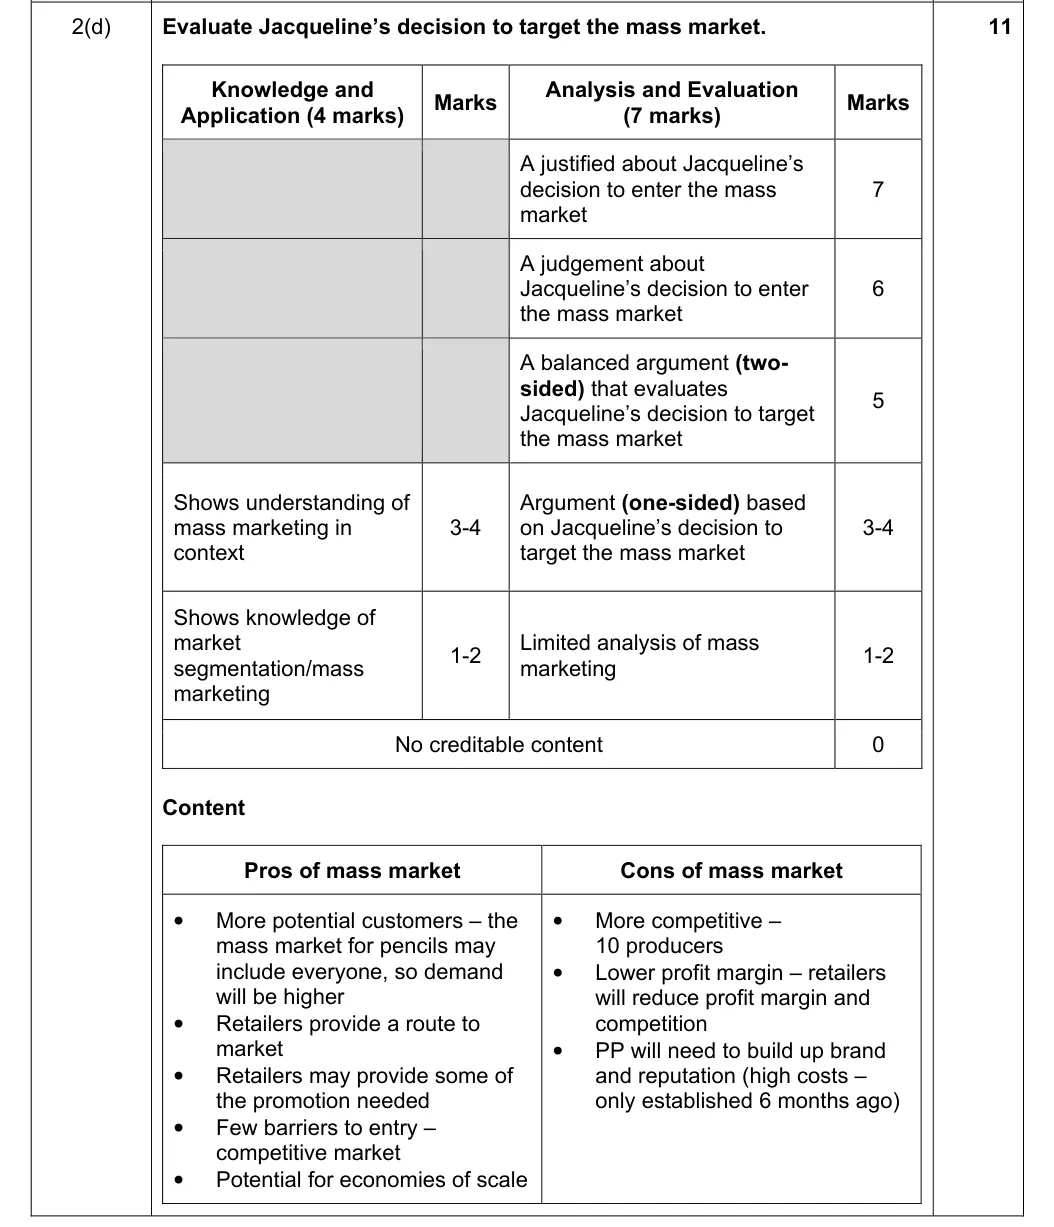 2(d) Evaluate Jacqueline’s decision to target the mass market. 11
Knowledge and
Application (4 marks)
Marks
Analysis and Evaluation
(7 marks)
Marks
A justified about Jacqueline’s
decision to enter the mass
market
7
A judgement about
Jacqueline’s decision to enter
the mass market
6
A balanced argument (two-
sided) that evaluates
Jacqueline’s decision to target
the mass market
5
Shows understanding of
mass marketing in
context
3-4
Argument (one-sided) based
on Jacqueline’s decision to
target the mass market
3-4
Shows knowledge of
market
segmentation/mass
marketing
1-2
Limited analysis of mass
marketing
1-2
No creditable content 0
Content
Pros of mass market
Cons of mass market
• More potential customers – the
mass market for pencils may
include everyone, so demand
will be higher
• Retailers provide a route to
market
• Retailers may provide some of
the promotion needed
• Few barriers to entry –
competitive market
• Potential for economies of scale
• More competitive –
10 producers
• Lower profit margin – retailers
will reduce profit margin and
competition
• PP will need to build up brand
and reputation (high costs –
only established 6 months ago)